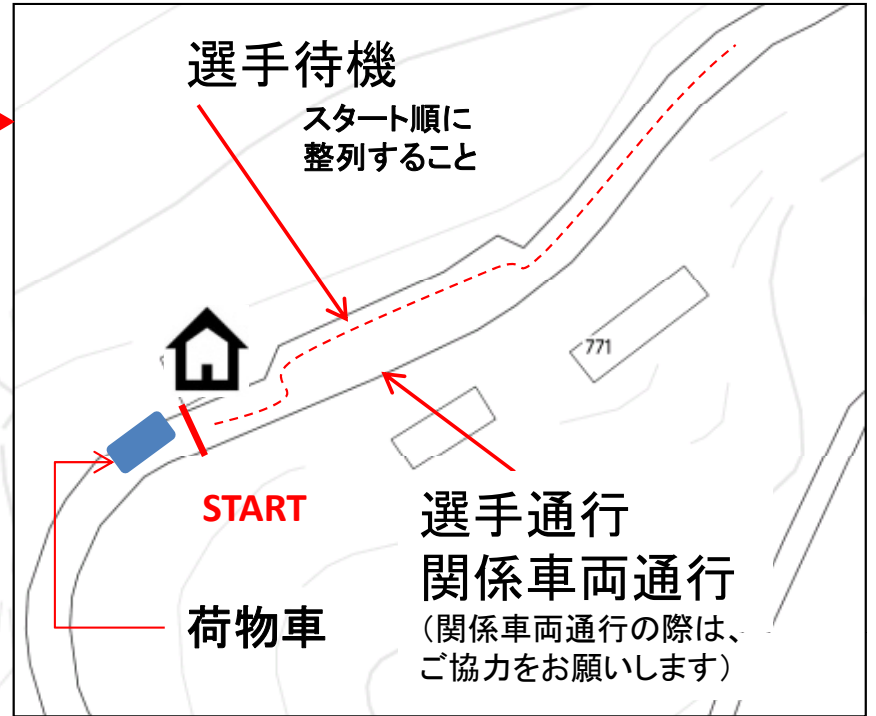 選手待機
スタート順に
整列すること
771
START
選手通行
関係車両通行
（関係車両通行の際は、
ご協力をお願いします）
荷物車